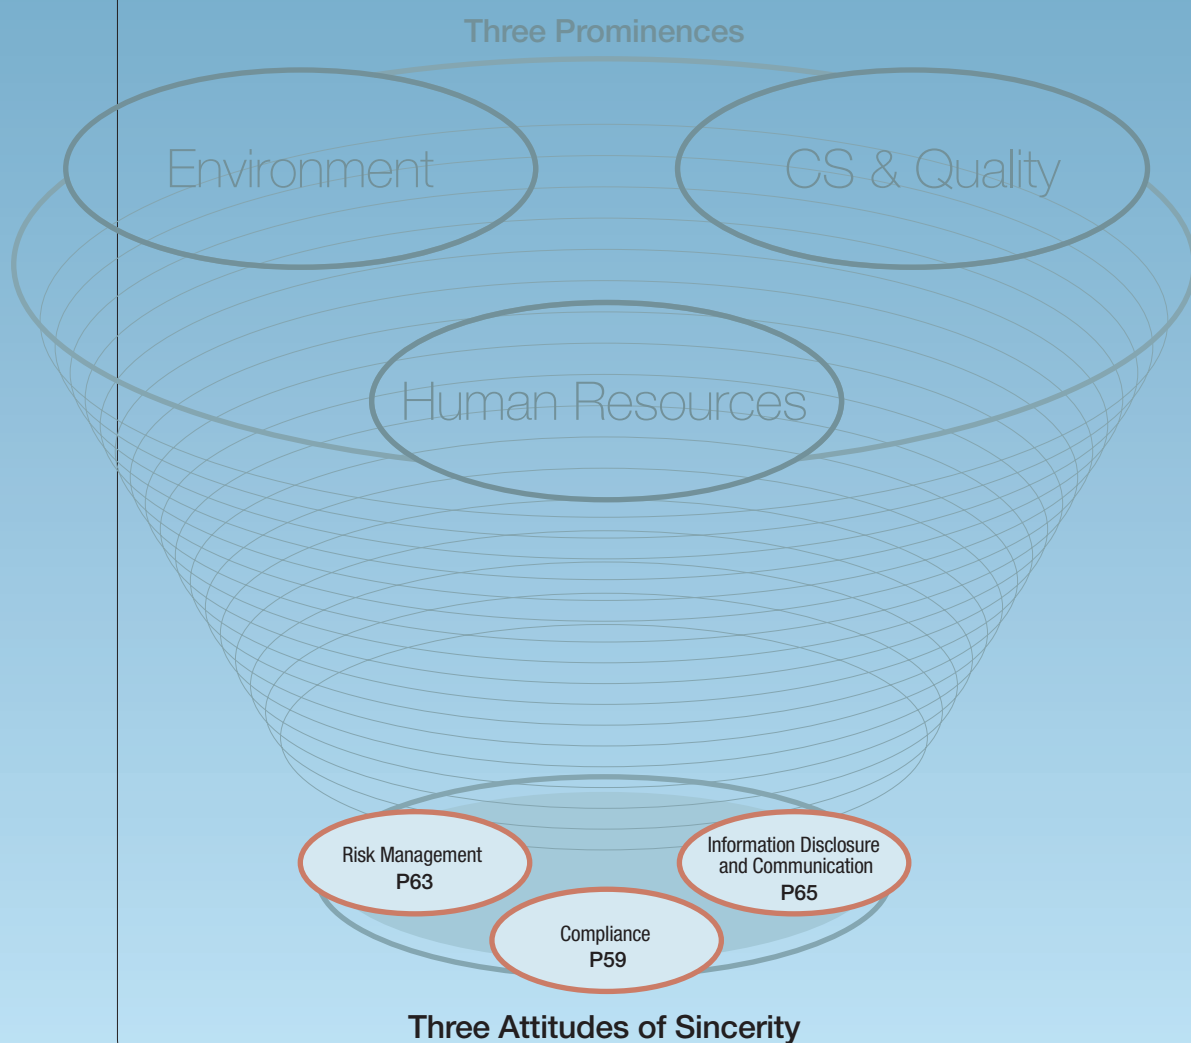 Three Prominences
Environment
CS & Quality
Human Resources
Risk Management
P63
Information Disclosure
and Communication
P65
Compliance
P59
Three Attitudes of Sincerity